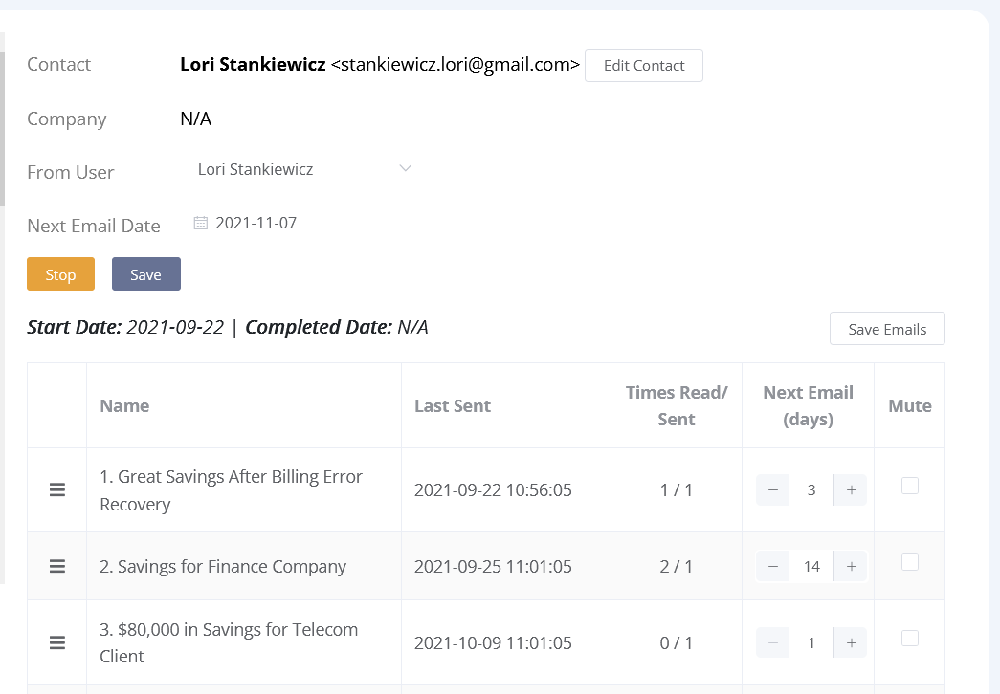 Contact Lori Stankiewicz <stankiewicz.lori@gmail.com> Edit Contact
Company N/A
From User Lori Stankiewicz
Next Email Date 2021-11-07
Stop Save
Start Date: 2021-09-22 | Completed Date: N/A Save Emails
Name Last Sent Times Read/ Sent Next Email (days) Mute
1. Great Savings After Billing Error
Recovery 2021-09-22 10:56:05 1 / 1 − 3 +
2. Savings for Finance Company 2021-09-25 11:01:05 2 / 1 − 14 +
3. $80,000 in Savings for Telecom
Client 2021-10-09 11:01:05 0 / 1 − 1 +